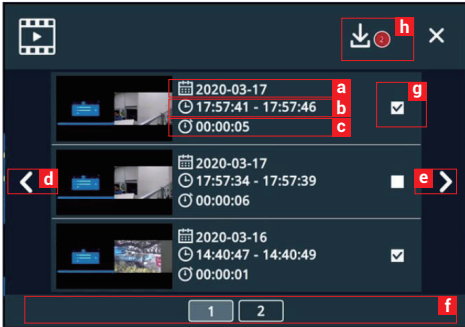 h
2
a
2020-03-17
g
b
17:57:41 - 17:57:46
c
00:00:05
d
2020-03-17
e
17:57:34 - 17:57:39
00:00:06
2020-03-16
14:40:47 - 14:40:49
00:00:01
f
1 2